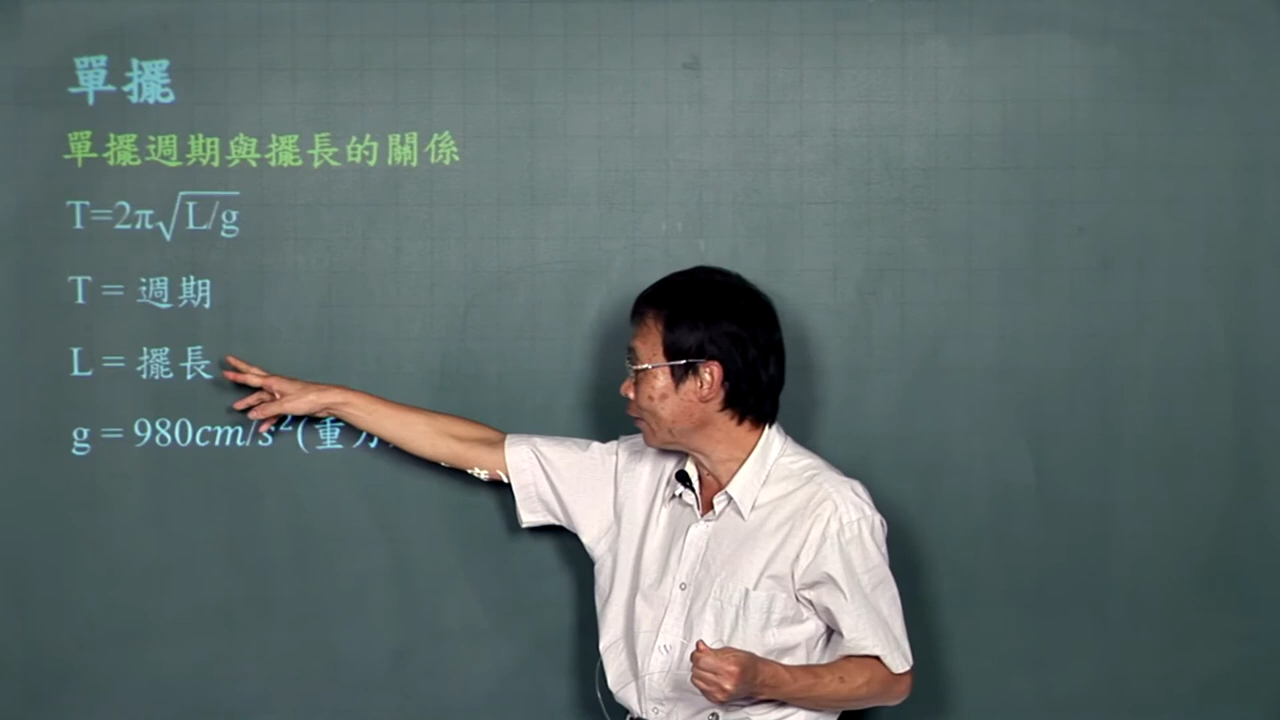 單擺
單擺週期與擺長的關係
T=2π√L/g
T = 週期
L = 擺長
g = 980cm/s²(重力